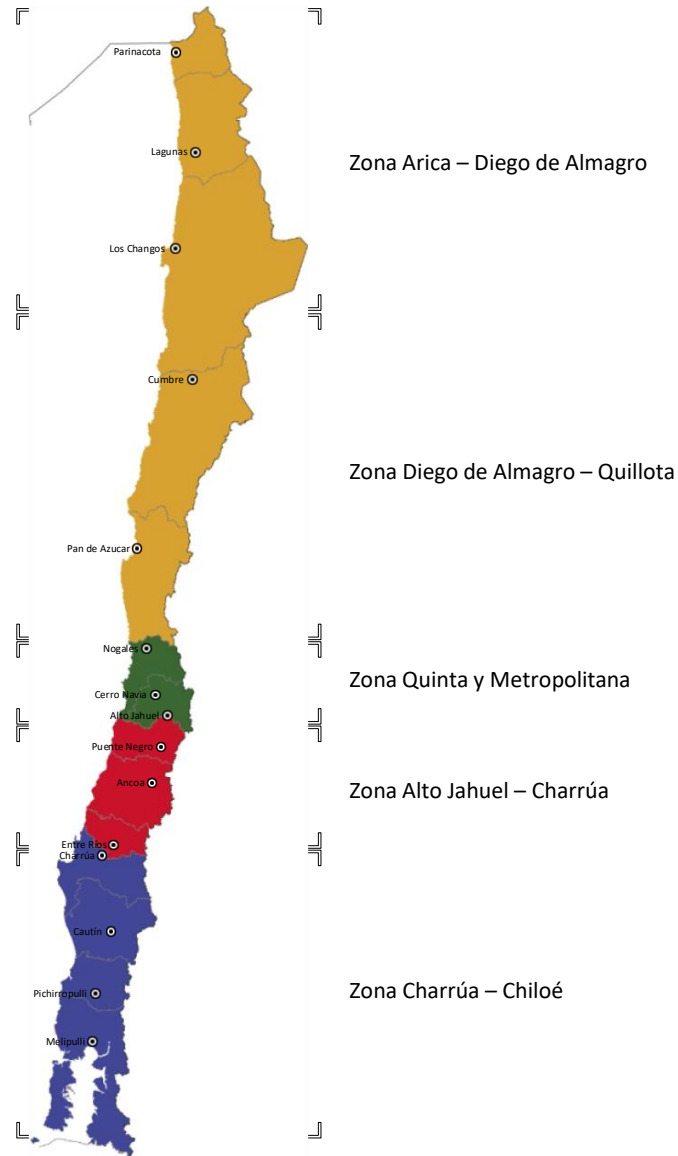 Parinacota
Lagunas
Zona Arica – Diego de Almagro
Los Changos
Cumbre
Zona Diego de Almagro – Quillota
Pan de Azucar
Nogales
Zona Quinta y Metropolitana
Cerro Navia
Alto Jahuel
Puente Negro
Ancoa
Zona Alto Jahuel – Charrúa
Entre Ríos
Charrúa
Cautín
Pichirropulli
Zona Charrúa – Chiloé
Melipulli